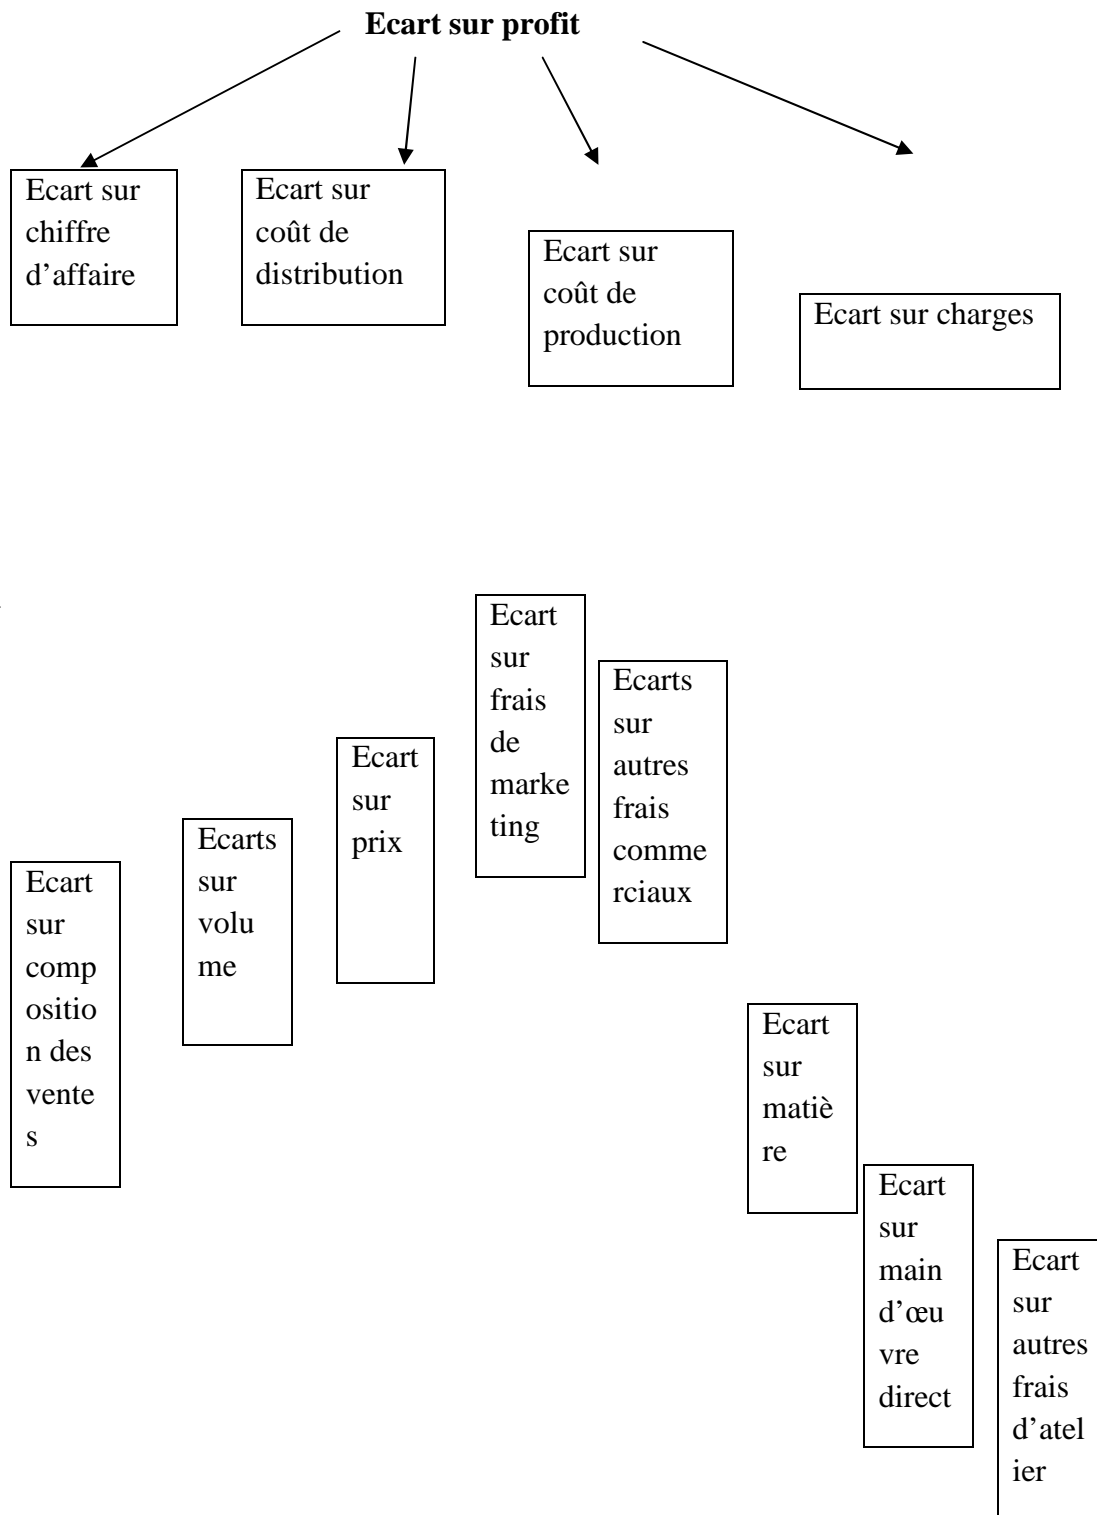 Ecart sur profit
Ecart sur
chiffre
d’affaire
Ecart sur
coût de
distribution
Ecart sur
coût de
production
Ecart sur charges
Ecart
sur
comp
ositio
n des
vente
s
Ecarts
sur
volu
me
Ecart
sur
prix
Ecart
sur
frais
de
marke
ting
Ecarts
sur
autres
frais
comme
rciaux
Ecart
sur
matiè
re
Ecart
sur
main
d’œu
vre
direct
Ecart
sur
autres
frais
d’atel
ier